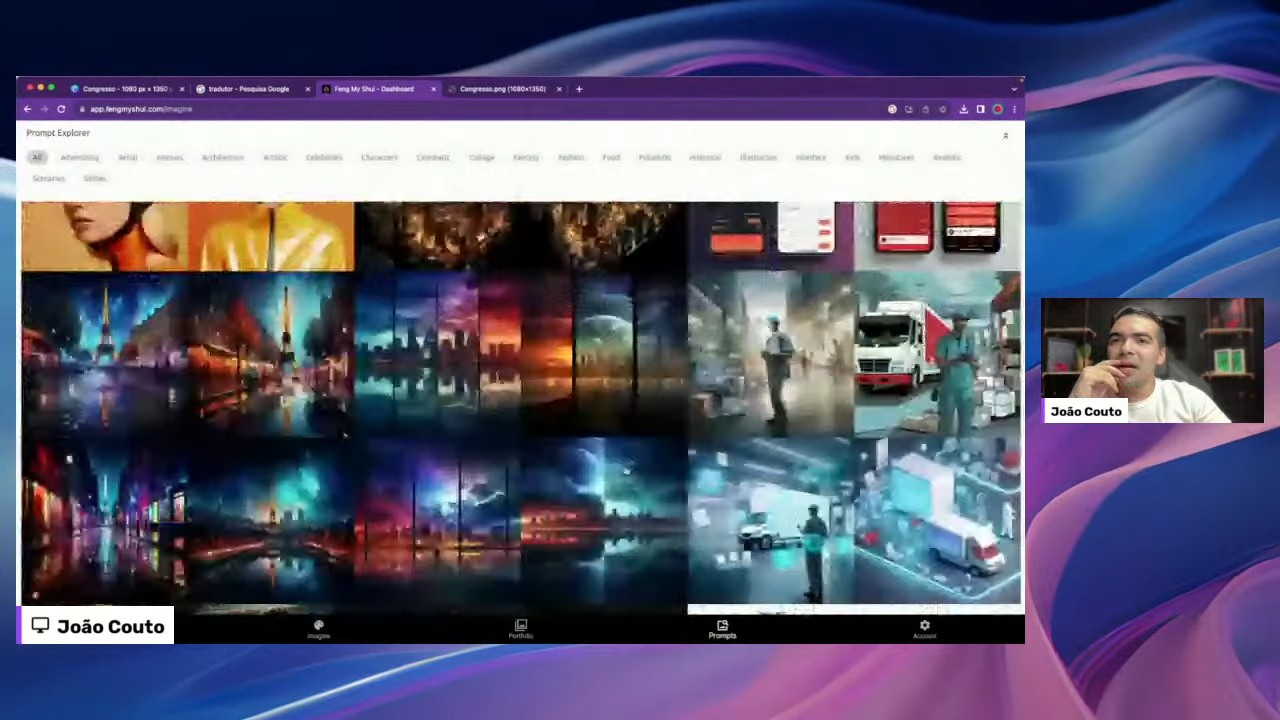 Congresso - 1080 px x 1350
tradutor - Pesquisa Google
Feng My Shui - Dashboard
Congresso.png (1080×1350)
app.fengmyshui.com/imagine
Prompt Explorer
All Advertising Aerial Animals Architecture Artistic Celebrities Characters Cinematic Collage Fantasy Fashion Food Futuristic Historical Illustration Interface Kids Miniatures Realistic
Scenarios
João Couto
João Couto
Imagine Portfolio Prompts Account